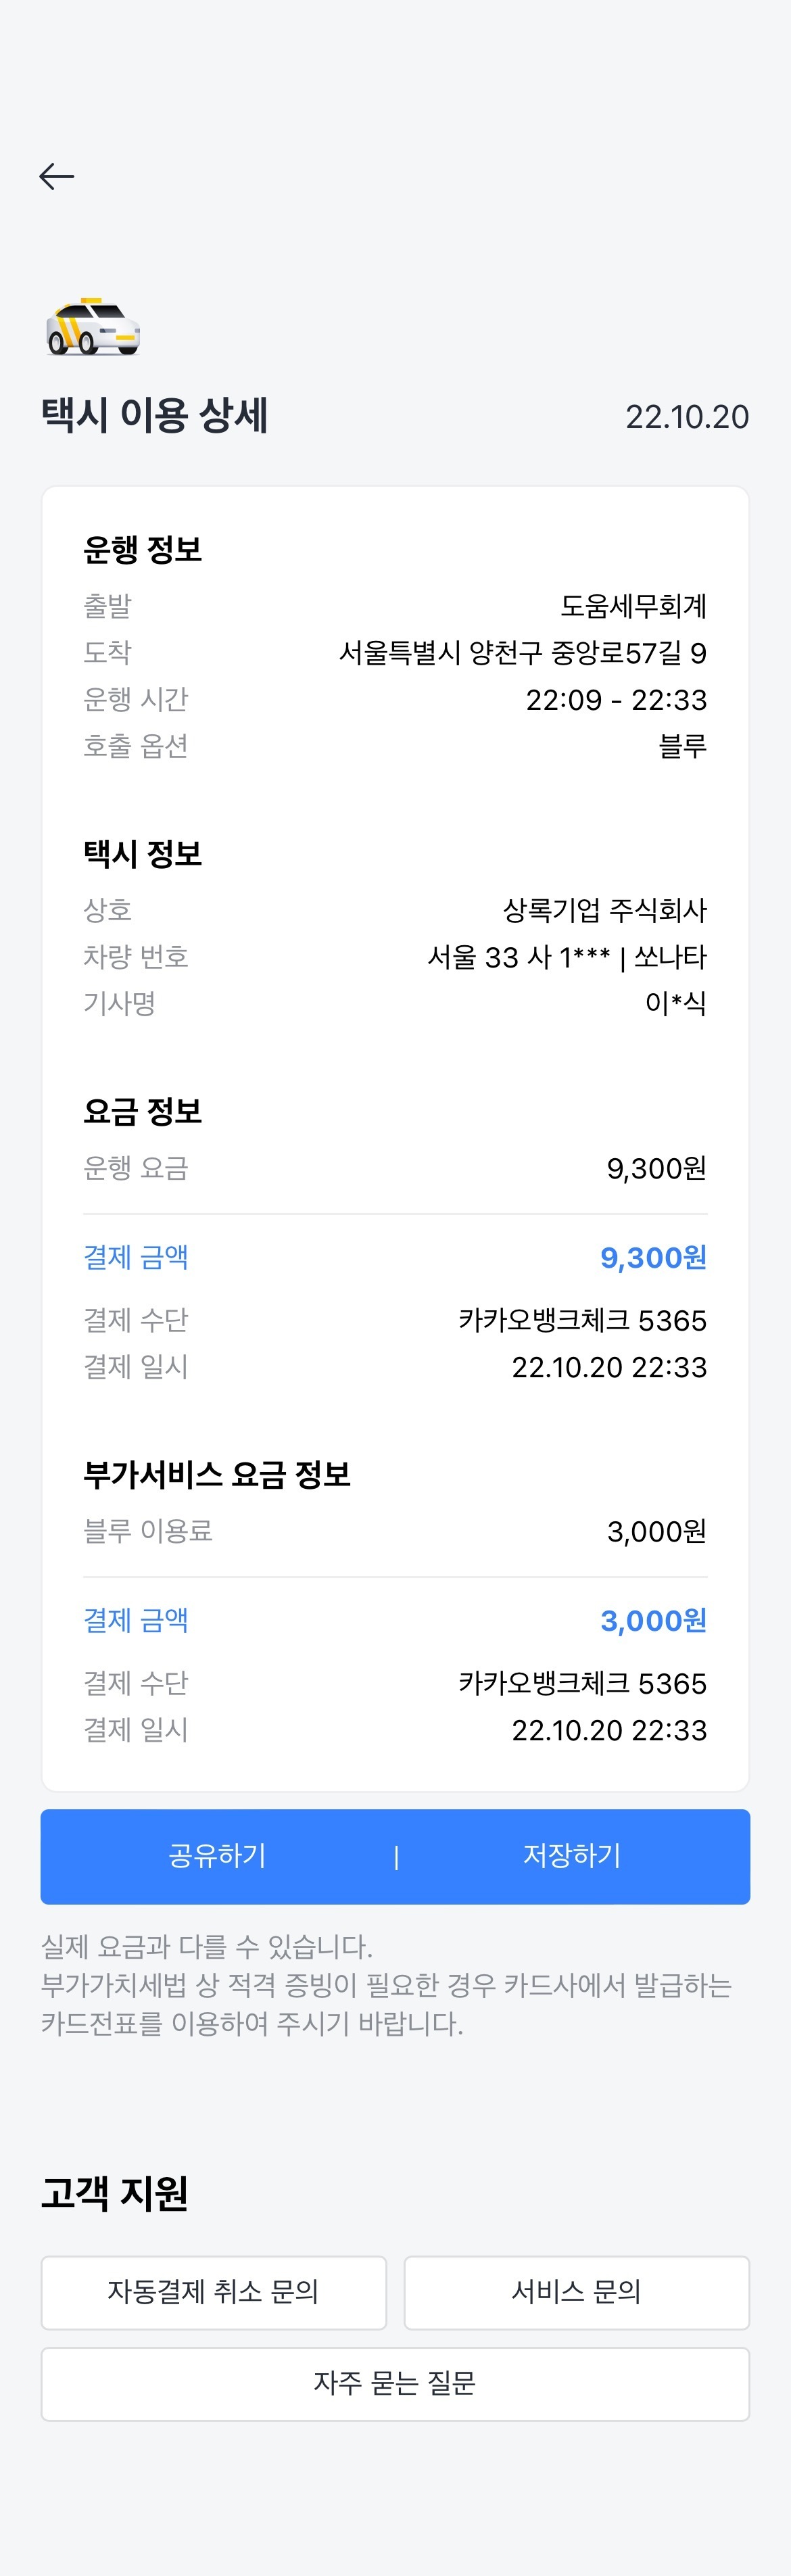 택시 이용 상세 22.10.20
운행 정보
출발 도움세무회계
도착 서울특별시 양천구 중앙로57길 9
운행 시간 22:09 - 22:33
호출 옵션 블루
택시 정보
상호 상록기업 주식회사
차량 번호 서울 33 사 1*** | 쏘나타
기사명 이*식
요금 정보
운행 요금 9,300원
결제 금액 9,300원
결제 수단 카카오뱅크체크 5365
결제 일시 22.10.20 22:33
부가서비스 요금 정보
블루 이용료 3,000원
결제 금액 3,000원
결제 수단 카카오뱅크체크 5365
결제 일시 22.10.20 22:33
공유하기 | 저장하기
실제 요금과 다를 수 있습니다.
부가가치세법 상 적격 증빙이 필요한 경우 카드사에서 발급하는
카드전표를 이용하여 주시기 바랍니다.
고객 지원
자동결제 취소 문의 서비스 문의
자주 묻는 질문